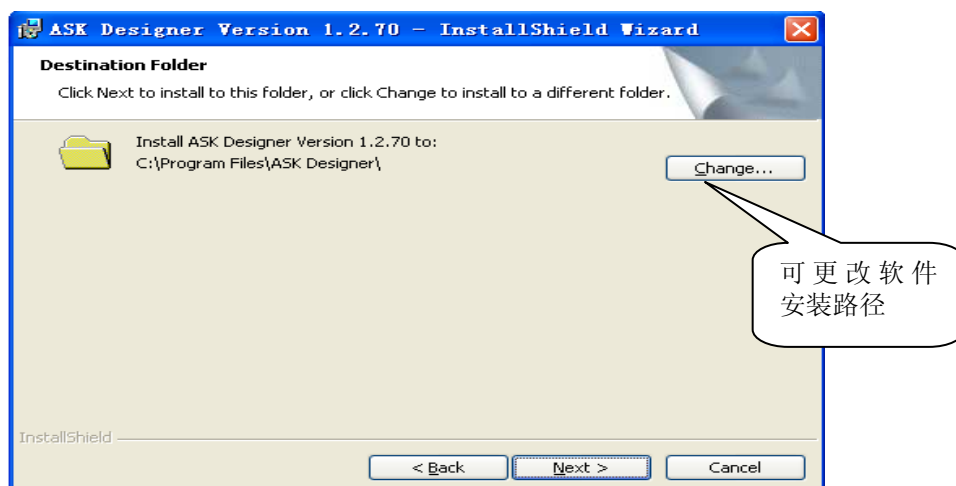 ASK Designer Version 1.2.70 - InstallShield Wizard
Destination Folder
Click Next to install to this folder, or click Change to install to a different folder.
Install ASK Designer Version 1.2.70 to:
C:\Program Files\ASK Designer\
Change...
可更改软件
安装路径
InstallShield
< Back
Next >
Cancel